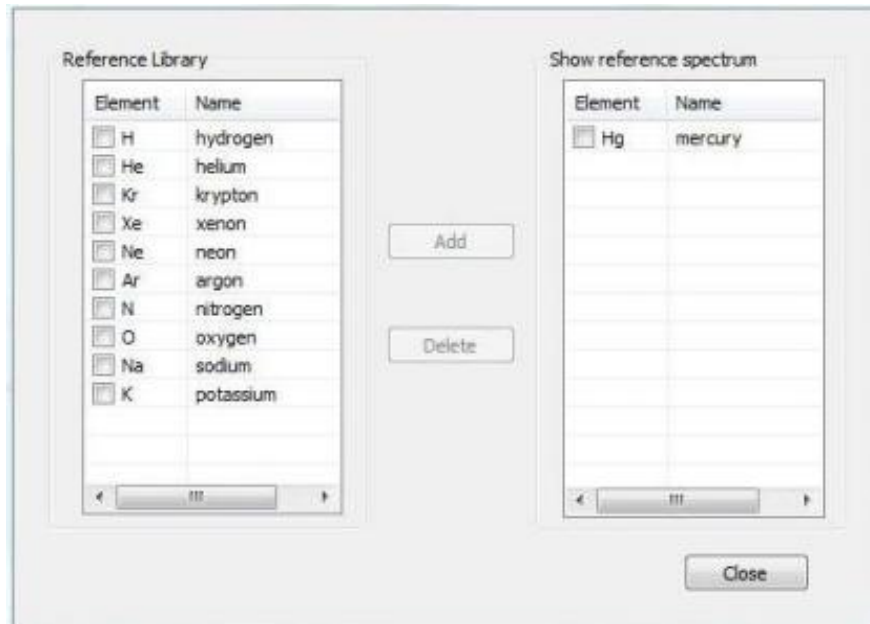 Reference Library
Element Name
H hydrogen
He helium
Kr krypton
Xe xenon
Ne neon
Ar argon
N nitrogen
O oxygen
Na sodium
K potassium
Add
Delete
Show reference spectrum
Element Name
Hg mercury
Close